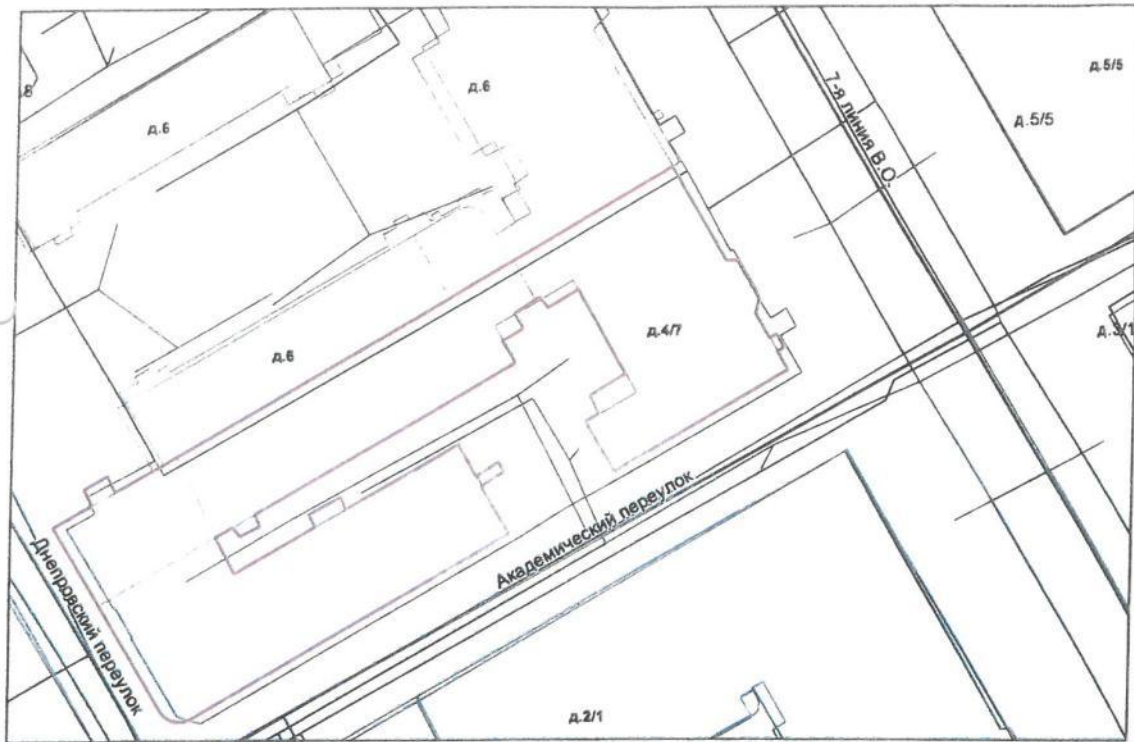 д.6
д.6
д.5/5
д.5/5
7-я линия В.О.
8
д.6
д.4/7
д.3/1
Академический переулок
Днепровский переулок
д.2/1